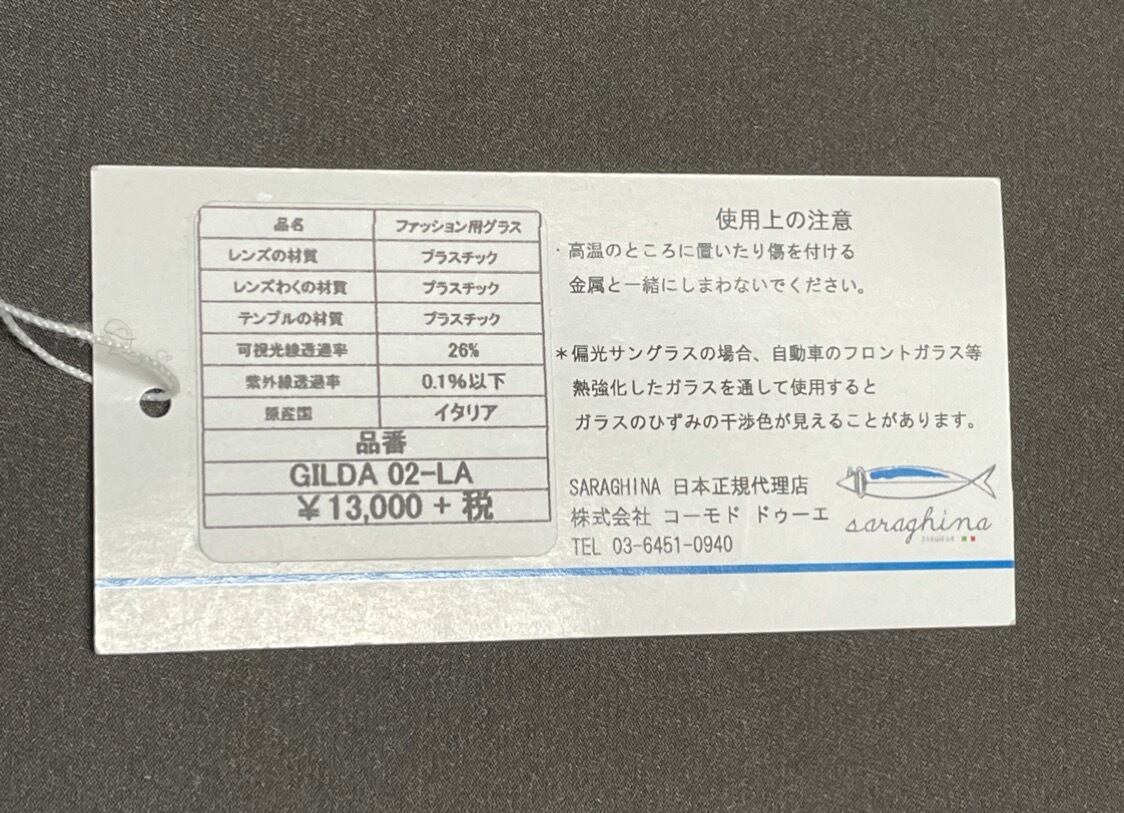 品名 ファッション用グラス
レンズの材質 プラスチック
レンズわくの材質 プラスチック
テンプルの材質 プラスチック
可視光線透過率 26%
紫外線透過率 0.1%以下
原産国 イタリア
品番
GILDA 02-LA
¥13,000 + 税
使用上の注意
・高温のところに置いたり傷を付ける
金属と一緒にしまわないでください。
*偏光サングラスの場合、自動車のフロントガラス等
熱強化したガラスを通して使用すると
ガラスのひずみの干渉色が見えることがあります。
SARAGHINA 日本正規代理店
株式会社 コーモド ドゥーエ
TEL 03-6451-0940
saraghina